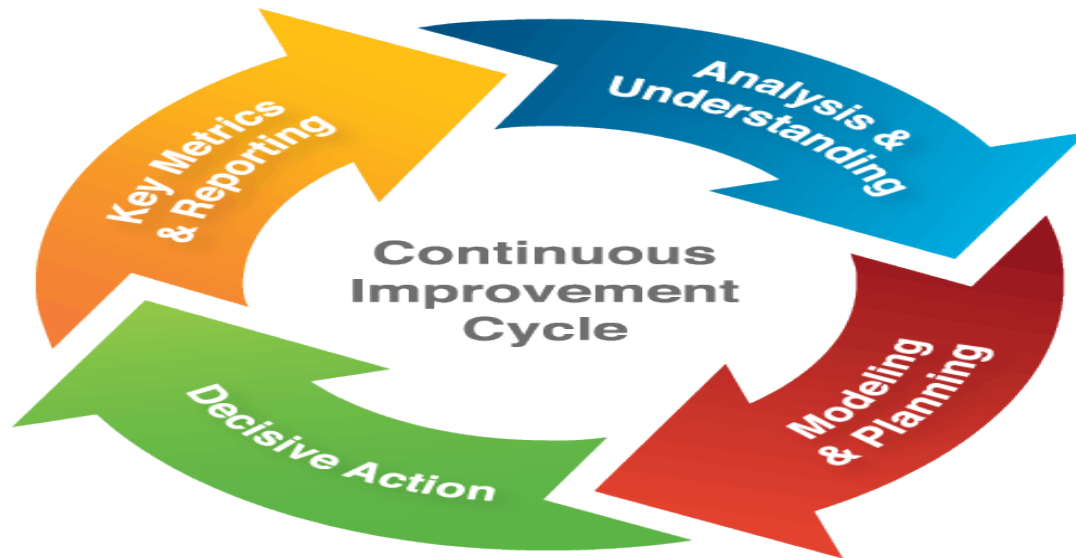 Continuous
Improvement
Cycle
Key Metrics
& Reporting
Analysis &
Understanding
Modeling
& Planning
Decisive Action